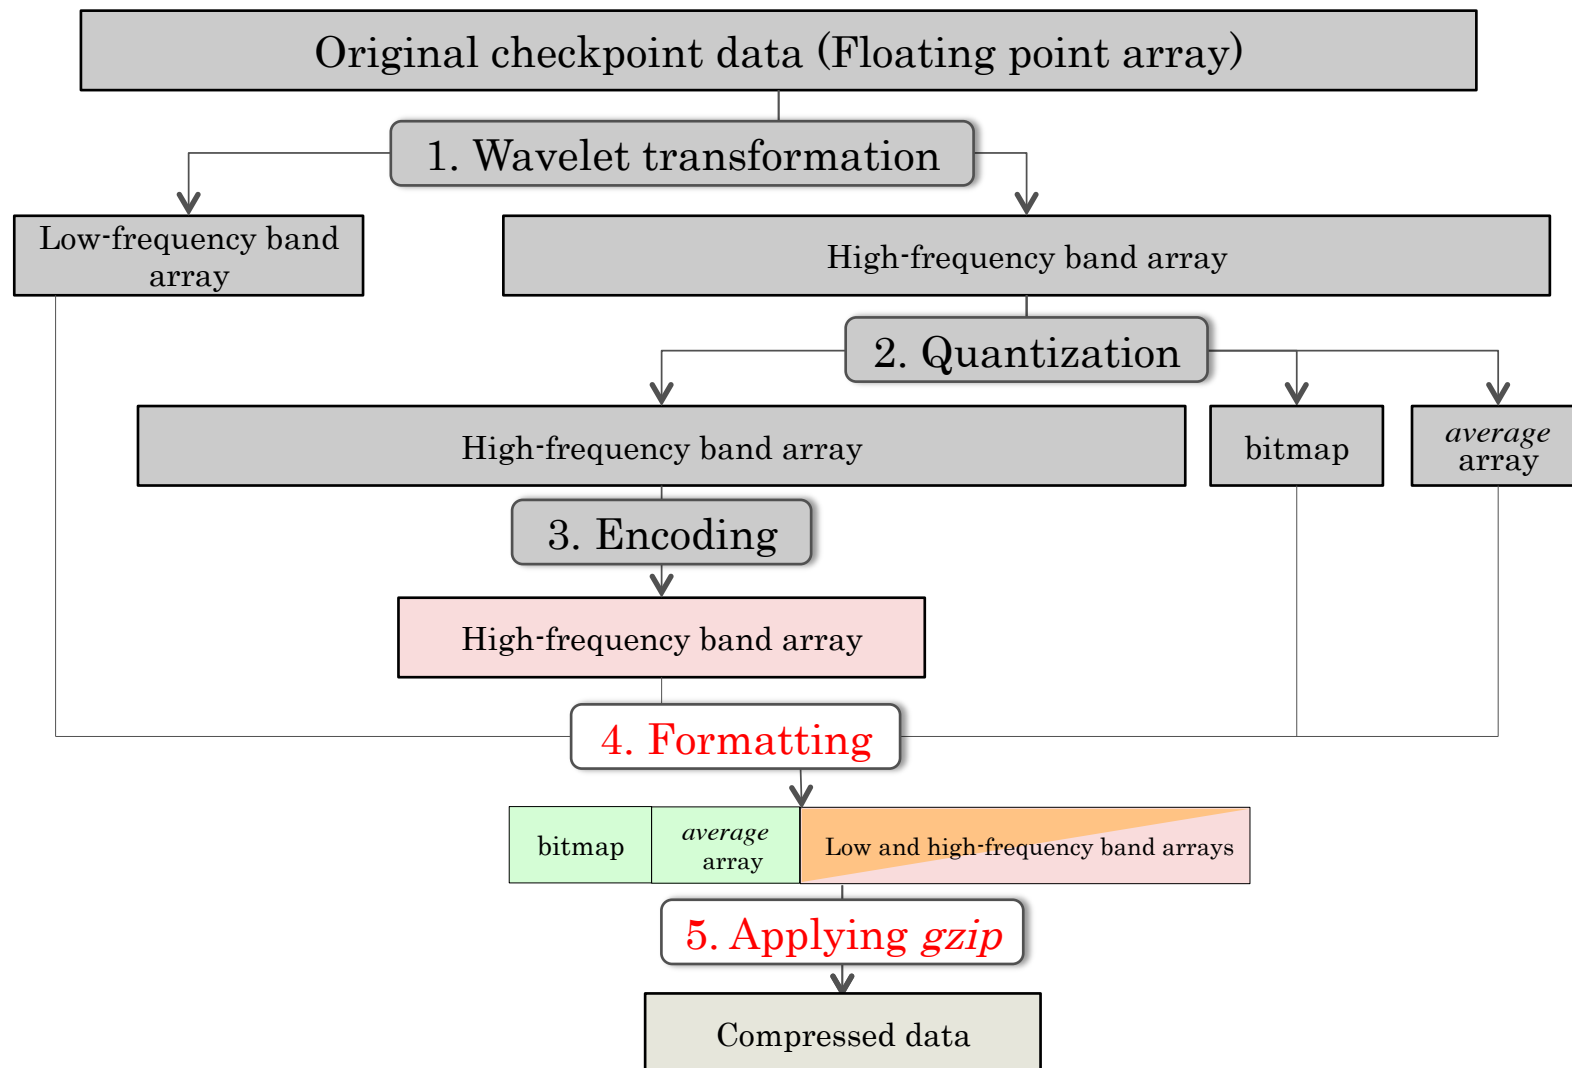 Original checkpoint data (Floating point array)
1. Wavelet transformation
Low-frequency band
array
High-frequency band array
2. Quantization
High-frequency band array
bitmap
average
array
3. Encoding
High-frequency band array
4. Formatting
bitmap
average
array
Low and high-frequency band arrays
5. Applying gzip
Compressed data